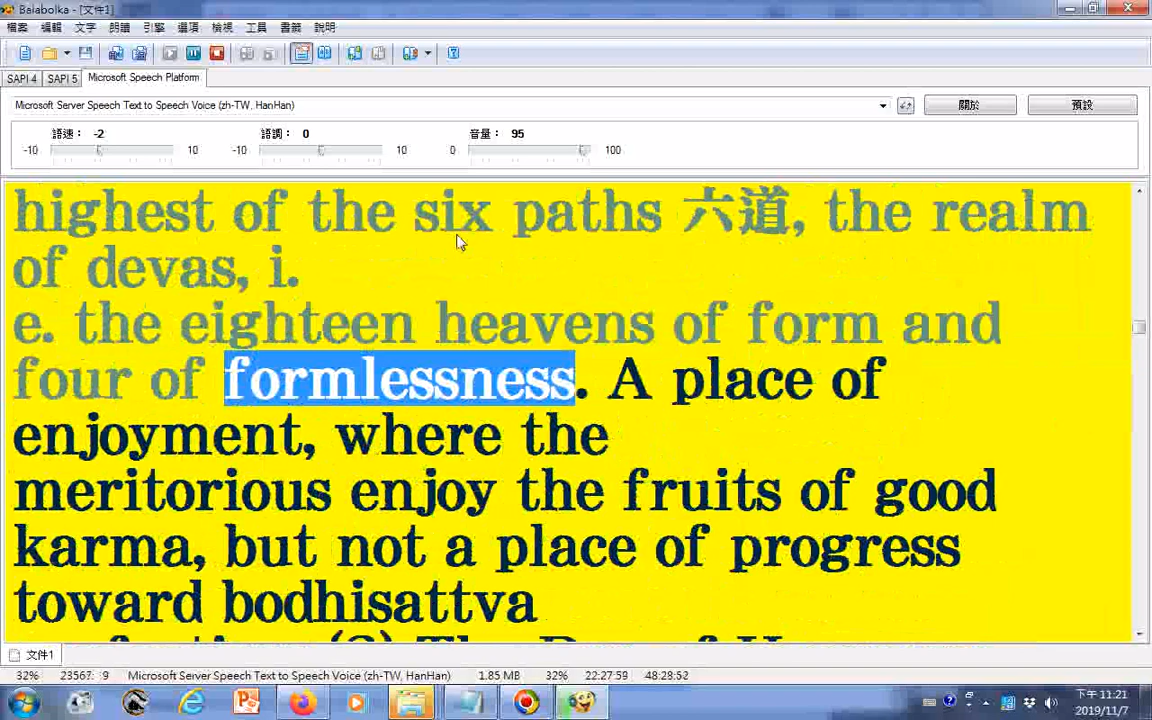 Balabolka - [文件1]
檔案 編輯 文字 朗讀 引擎 選項 檢視 工具 書籤 說明
SAPI 4 SAPI 5 Microsoft Speech Platform
Microsoft Server Speech Text to Speech Voice (zh-TW, HanHan) 關於 預設
語速： -2 語調： 0 音量： 95
-10 10 -10 10 0 100
highest of the six paths 六道, the realm
of devas, i.
e. the eighteen heavens of form and
four of formlessness. A place of
enjoyment, where the
meritorious enjoy the fruits of good
karma, but not a place of progress
toward bodhisattva
文件1
32% 23567: 9 Microsoft Server Speech Text to Speech Voice (zh-TW, HanHan) 1.85 MB 32% 22:27:59 48:28:52
下午 11:21
2019/11/7